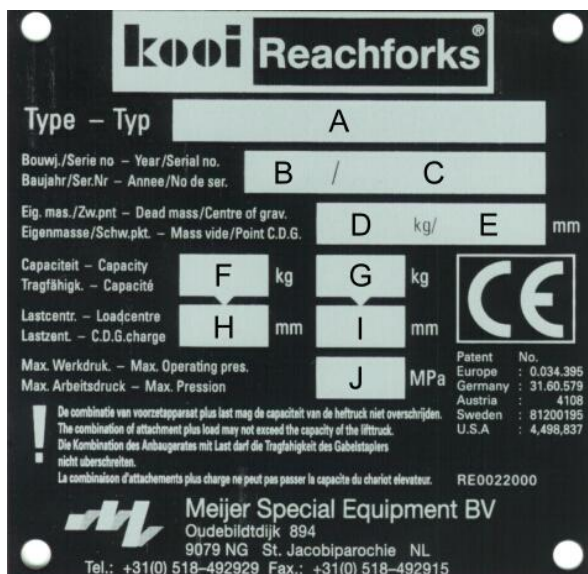 kooi Reachforks®
Type – Typ A
Bouwj./Serie no – Year/Serial no.
Baujahr/Ser.Nr – Annee/No de ser.
B / C
Eig. mas./Zw.pnt – Dead mass/Centre of grav.
Eigenmasse/Schw.pkt. – Mass vide/Point C.D.G.
D kg/ E mm
Capaciteit – Capacity
Tragfähigk. – Capacité
F kg G kg
Lastcentr. – Loadcentre
Lastzent. – C.D.G.charge
H mm I mm
CE
Max. Werkdruk. – Max. Operating pres.
Max. Arbeitsdruck – Max. Pression
J MPa
Patent No.
Europe : 0.034.395
Germany : 31.60.579
Austria : 4108
Sweden : 81200195
U.S.A : 4,498,837
! De combinatie van voorzetapparaat plus last mag de capaciteit van de heftruck niet overschrijden.
The combination of attachment plus load may not exceed the capacity of the lifttruck.
Die Kombination des Anbaugerates mit Last darf die Tragfähigkeit des Gabelstaplers
nicht uberschreiten.
La combinaison d'attachements plus charge ne peut pas passer la capacite du chariot elevateur.
RE0022000
Meijer Special Equipment BV
Oudebildtdijk 894
9079 NG St. Jacobiparochie NL
Tel.: +31(0) 518–492929 Fax.: +31(0) 518–492915